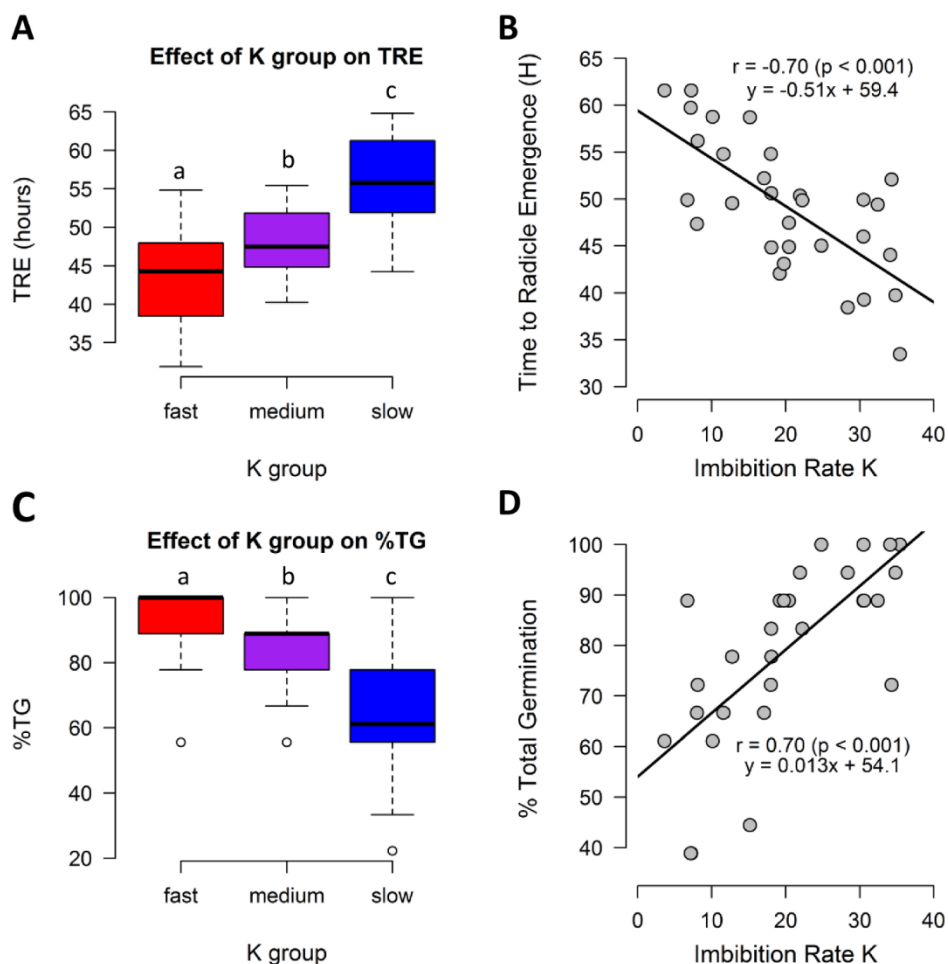 A
Effect of K group on TRE
a
b
c
TRE (hours)
65
60
55
50
45
40
35
fast
medium
slow
K group
B
r = -0.70 (p < 0.001)
y = -0.51x + 59.4
Time to Radicle Emergence (H)
65
60
55
50
45
40
35
30
0
10
20
30
40
Imbibition Rate K
C
Effect of K group on %TG
a
b
c
%TG
100
80
60
40
20
fast
medium
slow
K group
D
% Total Germination
100
90
80
70
60
50
40
r = 0.70 (p < 0.001)
y = 0.013x + 54.1
0
10
20
30
40
Imbibition Rate K